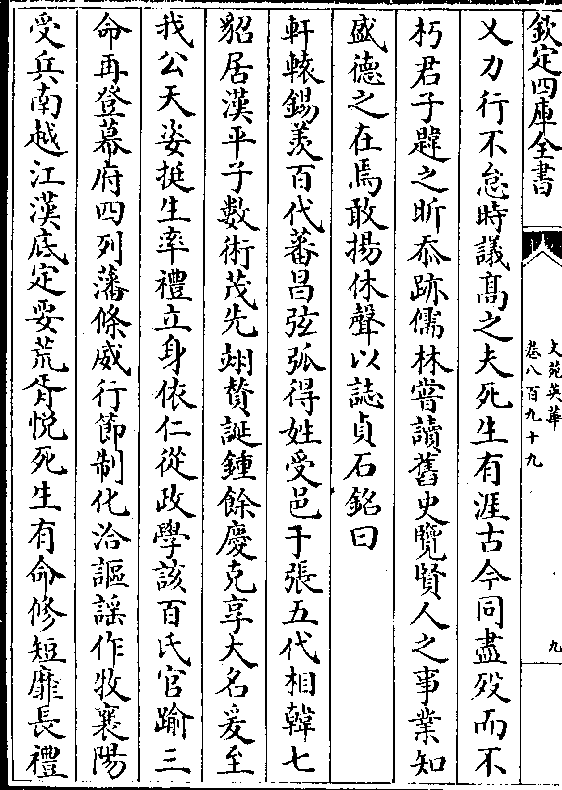 欽定四庫全書
文苑英華
卷八百九十九
九
乂力行不怠時議髙之夫死生有涯古今同盡殁而不
朽君子韙之昕忝跡儒林嘗讀舊史覽賢人之事業知
盛德之在焉敢揚休聲以誌貞石銘曰
軒轅錫羨百代蕃昌弦弧得姓受邑于張五代相韓七
貂居漢平子數術茂先翊賛誕鍾餘慶克享大名爰至
我公天姿挺生率禮立身依仁從政學該百氏官踰三
命再登幕府四列藩條威行節制化洽謳謡作牧襄陽
受兵南越江漢底定要荒胥悦死生有命修短靡長禮